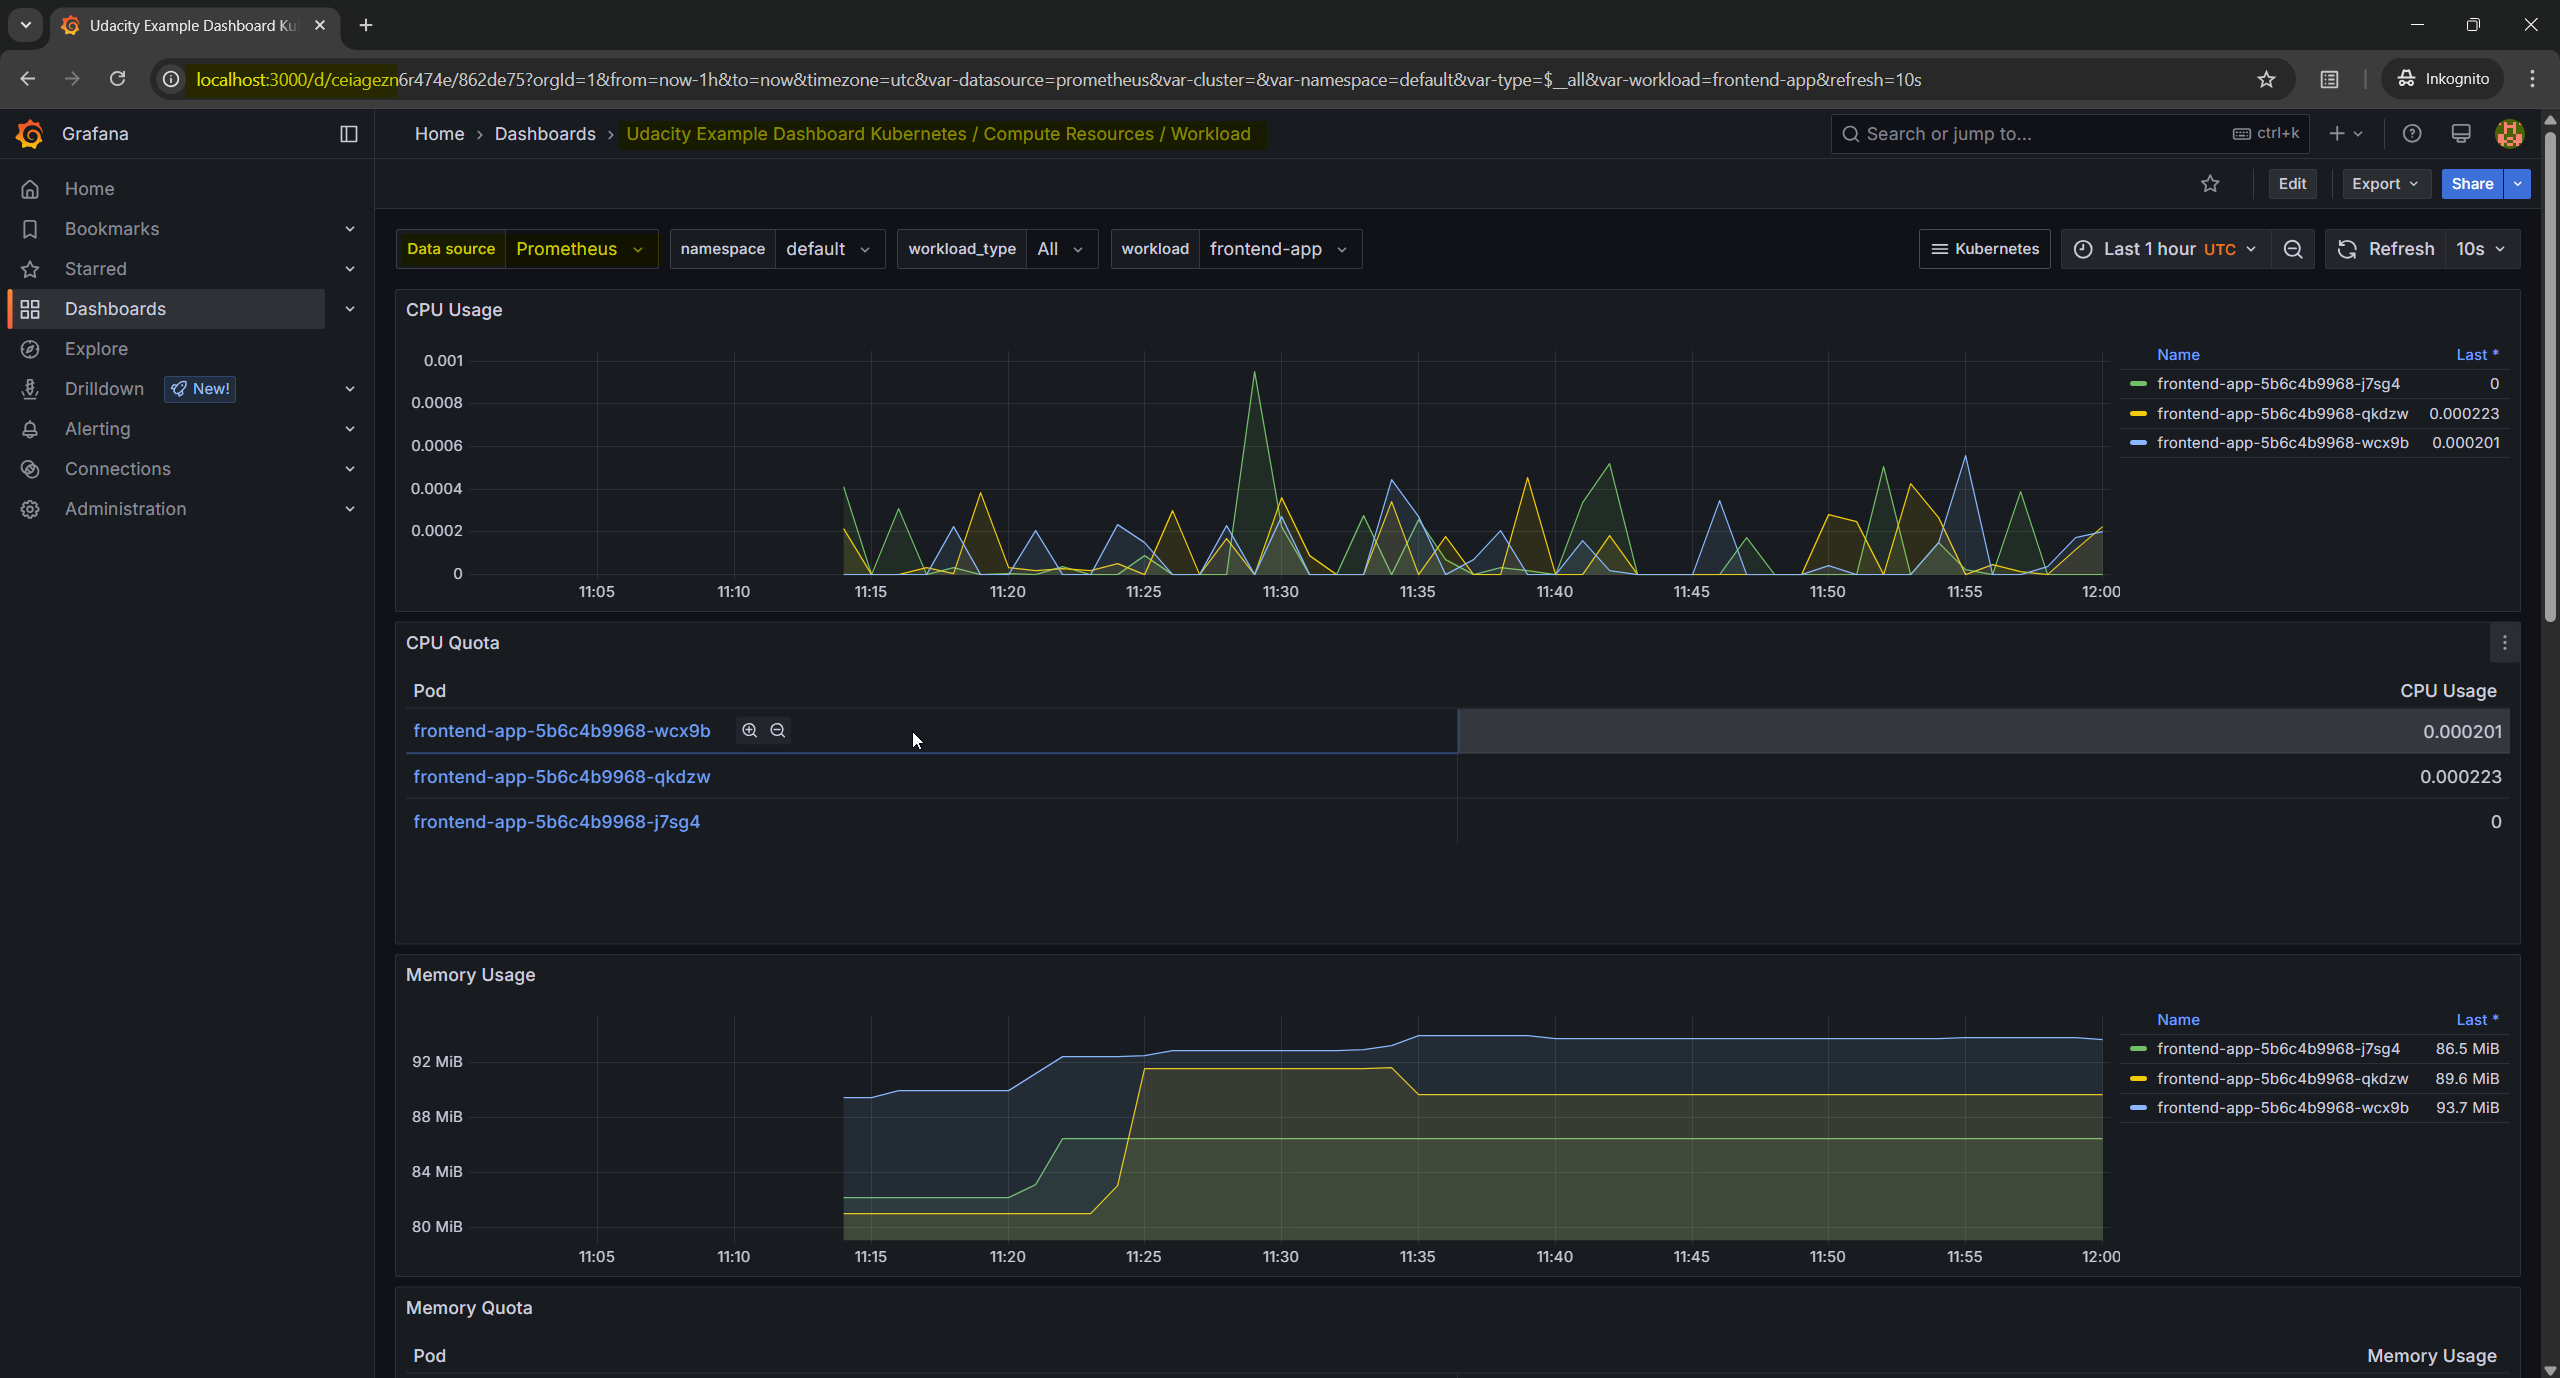 Udacity Example Dashboard Ku
localhost:3000/d/ceiagezn6r474e/862de75?orgId=1&from=now-1h&to=now&timezone=utc&var-datasource=prometheus&var-cluster=&var-namespace=default&var-type=$__all&var-workload=frontend-app&refresh=10s
Inkognito
Grafana
Home › Dashboards › Udacity Example Dashboard Kubernetes / Compute Resources / Workload
Search or jump to...
ctrl+k
Home
Bookmarks
Starred
Dashboards
Explore
Drilldown New!
Alerting
Connections
Administration
Edit
Export
Share
Data source Prometheus
namespace default
workload_type All
workload frontend-app
Kubernetes
Last 1 hour UTC
Refresh 10s
CPU Usage
0.001
0.0008
0.0006
0.0004
0.0002
0
11:05 11:10 11:15 11:20 11:25 11:30 11:35 11:40 11:45 11:50 11:55 12:00
Name Last *
frontend-app-5b6c4b9968-j7sg4 0
frontend-app-5b6c4b9968-qkdzw 0.000223
frontend-app-5b6c4b9968-wcx9b 0.000201
CPU Quota
Pod CPU Usage
frontend-app-5b6c4b9968-wcx9b 0.000201
frontend-app-5b6c4b9968-qkdzw 0.000223
frontend-app-5b6c4b9968-j7sg4 0
Memory Usage
92 MiB
88 MiB
84 MiB
80 MiB
11:05 11:10 11:15 11:20 11:25 11:30 11:35 11:40 11:45 11:50 11:55 12:00
Name Last *
frontend-app-5b6c4b9968-j7sg4 86.5 MiB
frontend-app-5b6c4b9968-qkdzw 89.6 MiB
frontend-app-5b6c4b9968-wcx9b 93.7 MiB
Memory Quota
Pod Memory Usage